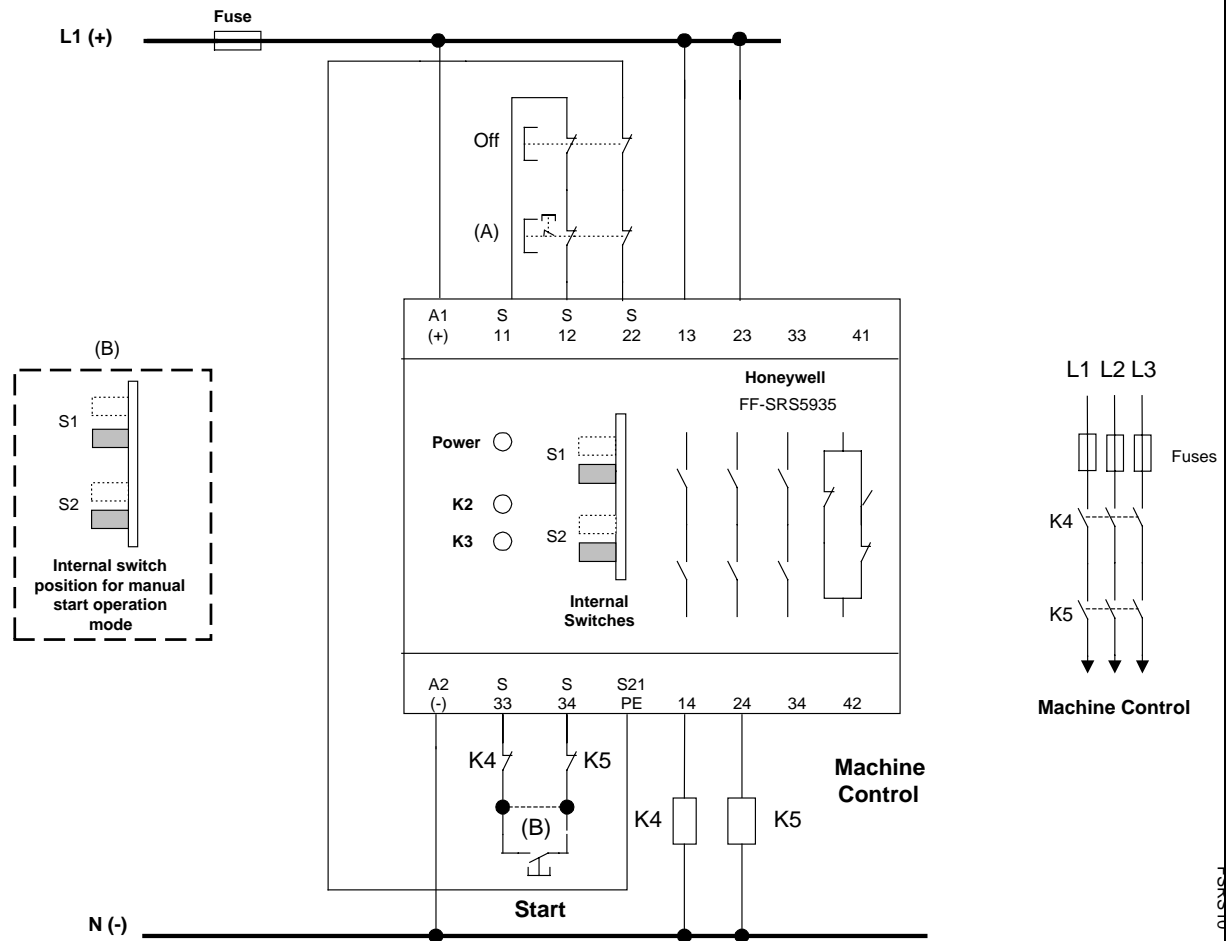 Fuse
L1 (+)
Off
(A)
A1 S S S
(+) 11 12 22 13 23 33 41
(B)
S1
S2
Internal switch
position for manual
start operation
mode
Honeywell
FF-SRS5935
Power
K2
K3
S1
S2
Internal
Switches
L1 L2 L3
Fuses
K4
K5
Machine Control
A2 S S S21
(-) 33 34 PE 14 24 34 42
K4 K5
(B)
Start
K4 K5
Machine
Control
N (-)